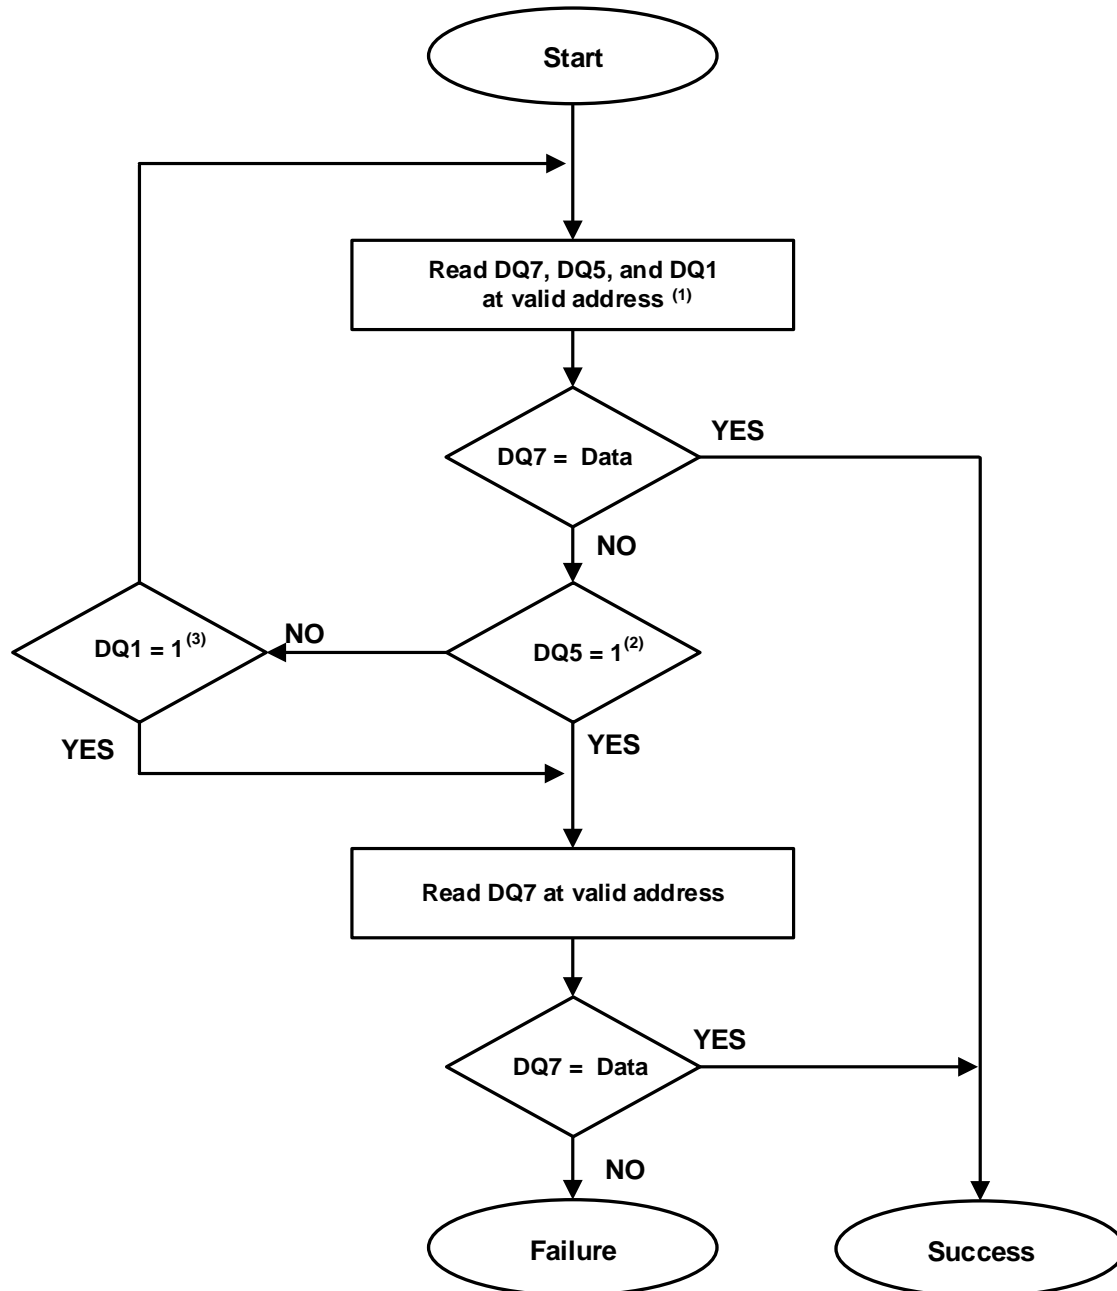 Start
Read DQ7, DQ5, and DQ1
at valid address (1)
DQ7 = Data
YES
NO
DQ1 = 1(3)
NO
DQ5 = 1(2)
YES
YES
Read DQ7 at valid address
DQ7 = Data
YES
NO
Failure
Success